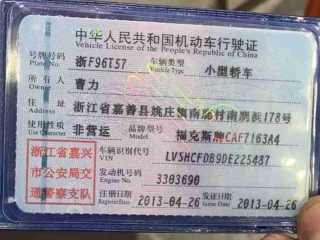 中华人民共和国机动车行驶证
Vehicle License of the People's Republic of China
号牌号码 浙F96T57 车辆类型 小型轿车
Plate No. Vehicle Type
所有人 曹力
Owner
住址 浙江省嘉善县姚庄镇南鹿村南鹰浜178号
Address
使用性质 非营运 品牌型号 福克斯牌CAF7163A4
Use Character Model
浙江省嘉兴
市公安局交
通警察支队
车辆识别代号 LVSHCFDB9DE225487
VIN
发动机号码 3303690
Engine No.
注册日期 2013-04-26 发证日期 2013-04-26
Register Date Issue Date